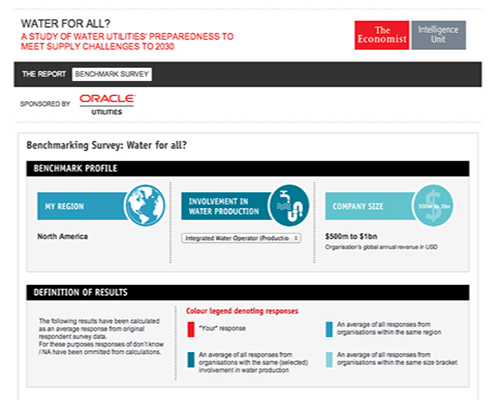 WATER FOR ALL?
A STUDY OF WATER UTILITIES' PREPAREDNESS TO
MEET SUPPLY CHALLENGES TO 2030
The
Economist
Intelligence
Unit
THE REPORT
BENCHMARK SURVEY
SPONSORED BY
ORACLE
UTILITIES
Benchmarking Survey: Water for all?
BENCHMARK PROFILE
MY REGION
North America
INVOLVEMENT IN
WATER PRODUCTION
Integrated Water Operator (Productio
COMPANY SIZE
$
500m to 1bn
$500m to $1bn
Organisation's global annual revenue in USD
DEFINITION OF RESULTS
The following results have been calculated
as an average response from original
respondent survey data.
For these purposes responses of don't know
/ NA have been ommitted from calculations.
Colour legend denoting responses
"Your" response
An average of all responses from
organisations within the same region
An average of all responses from
organisations with the same (selected)
involvement in water production
An average of all responses from
organisations within the same size bracket